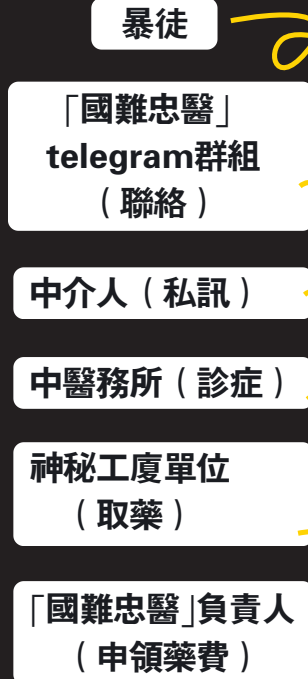 暴徒
「國難忠醫」
telegram群組
（聯絡）
中介人（私訊）
中醫務所（診症）
神秘工廈單位
（取藥）
「國難忠醫」負責人
（申領藥費）